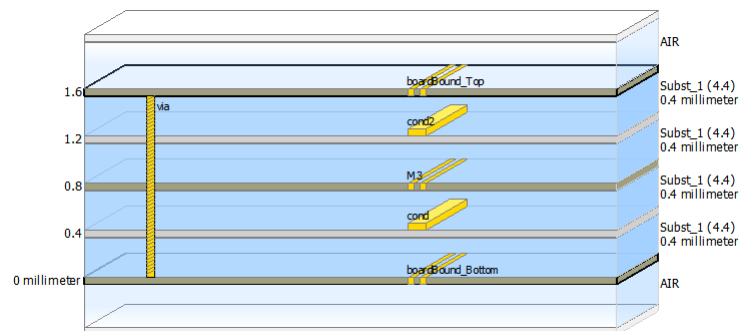 AIR
boardBound_Top
1.6
Subst_1 (4.4)
0.4 millimeter
via
cond2
1.2
Subst_1 (4.4)
0.4 millimeter
M3
0.8
Subst_1 (4.4)
0.4 millimeter
cond
0.4
Subst_1 (4.4)
0.4 millimeter
boardBound_Bottom
0 millimeter
AIR